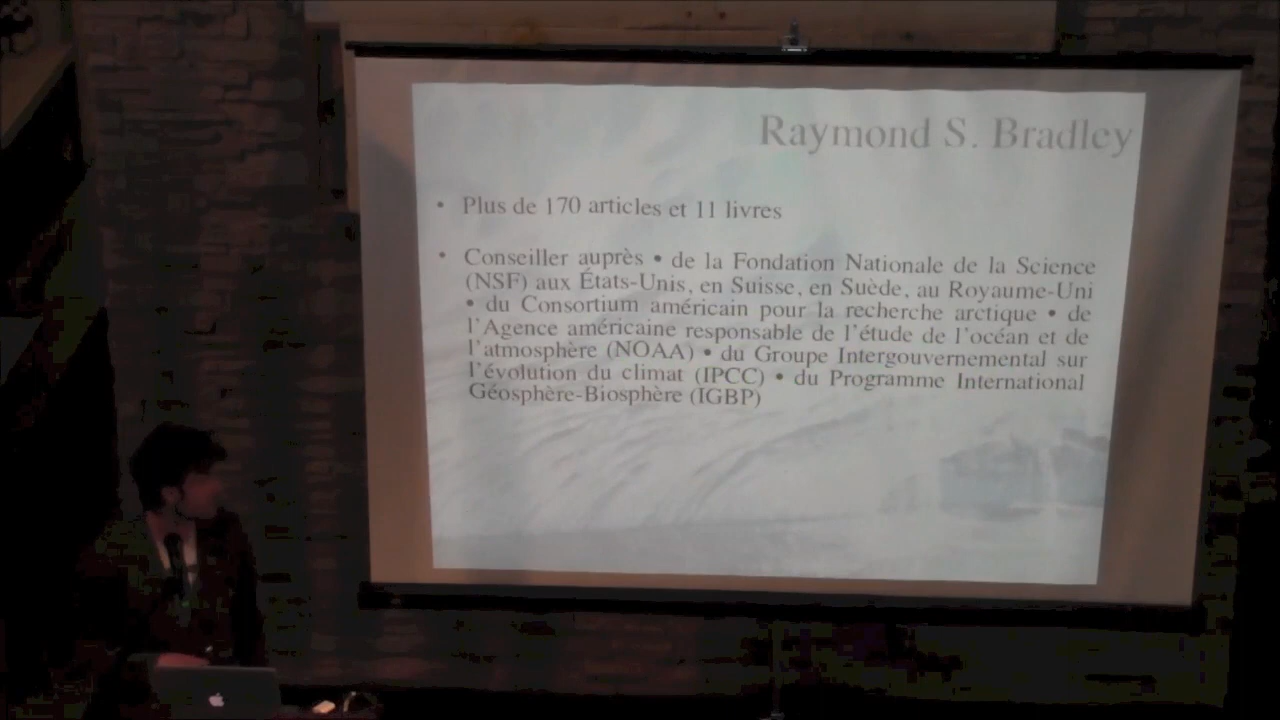 Raymond S. Bradley
• Plus de 170 articles et 11 livres
• Conseiller auprès • de la Fondation Nationale de la Science
(NSF) aux États-Unis, en Suisse, en Suède, au Royaume-Uni
• du Consortium américain pour la recherche arctique • de
l'Agence américaine responsable de l'étude de l'océan et de
l'atmosphère (NOAA) • du Groupe Intergouvernemental sur
l'évolution du climat (IPCC) • du Programme International
Géosphère-Biosphère (IGBP)